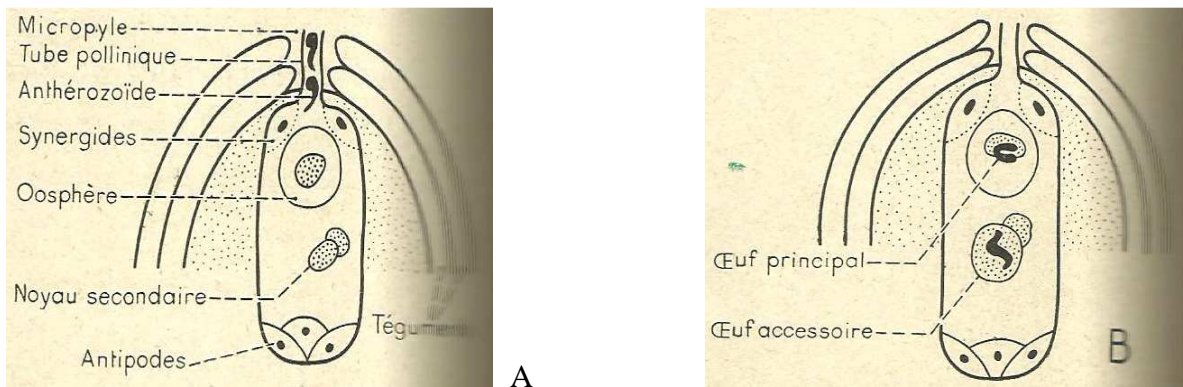 Micropyle
Tube pollinique
Anthérozoïde
Synergides
Oosphère
Noyau secondaire
Antipodes
A
Œuf principal
Œuf accessoire
B